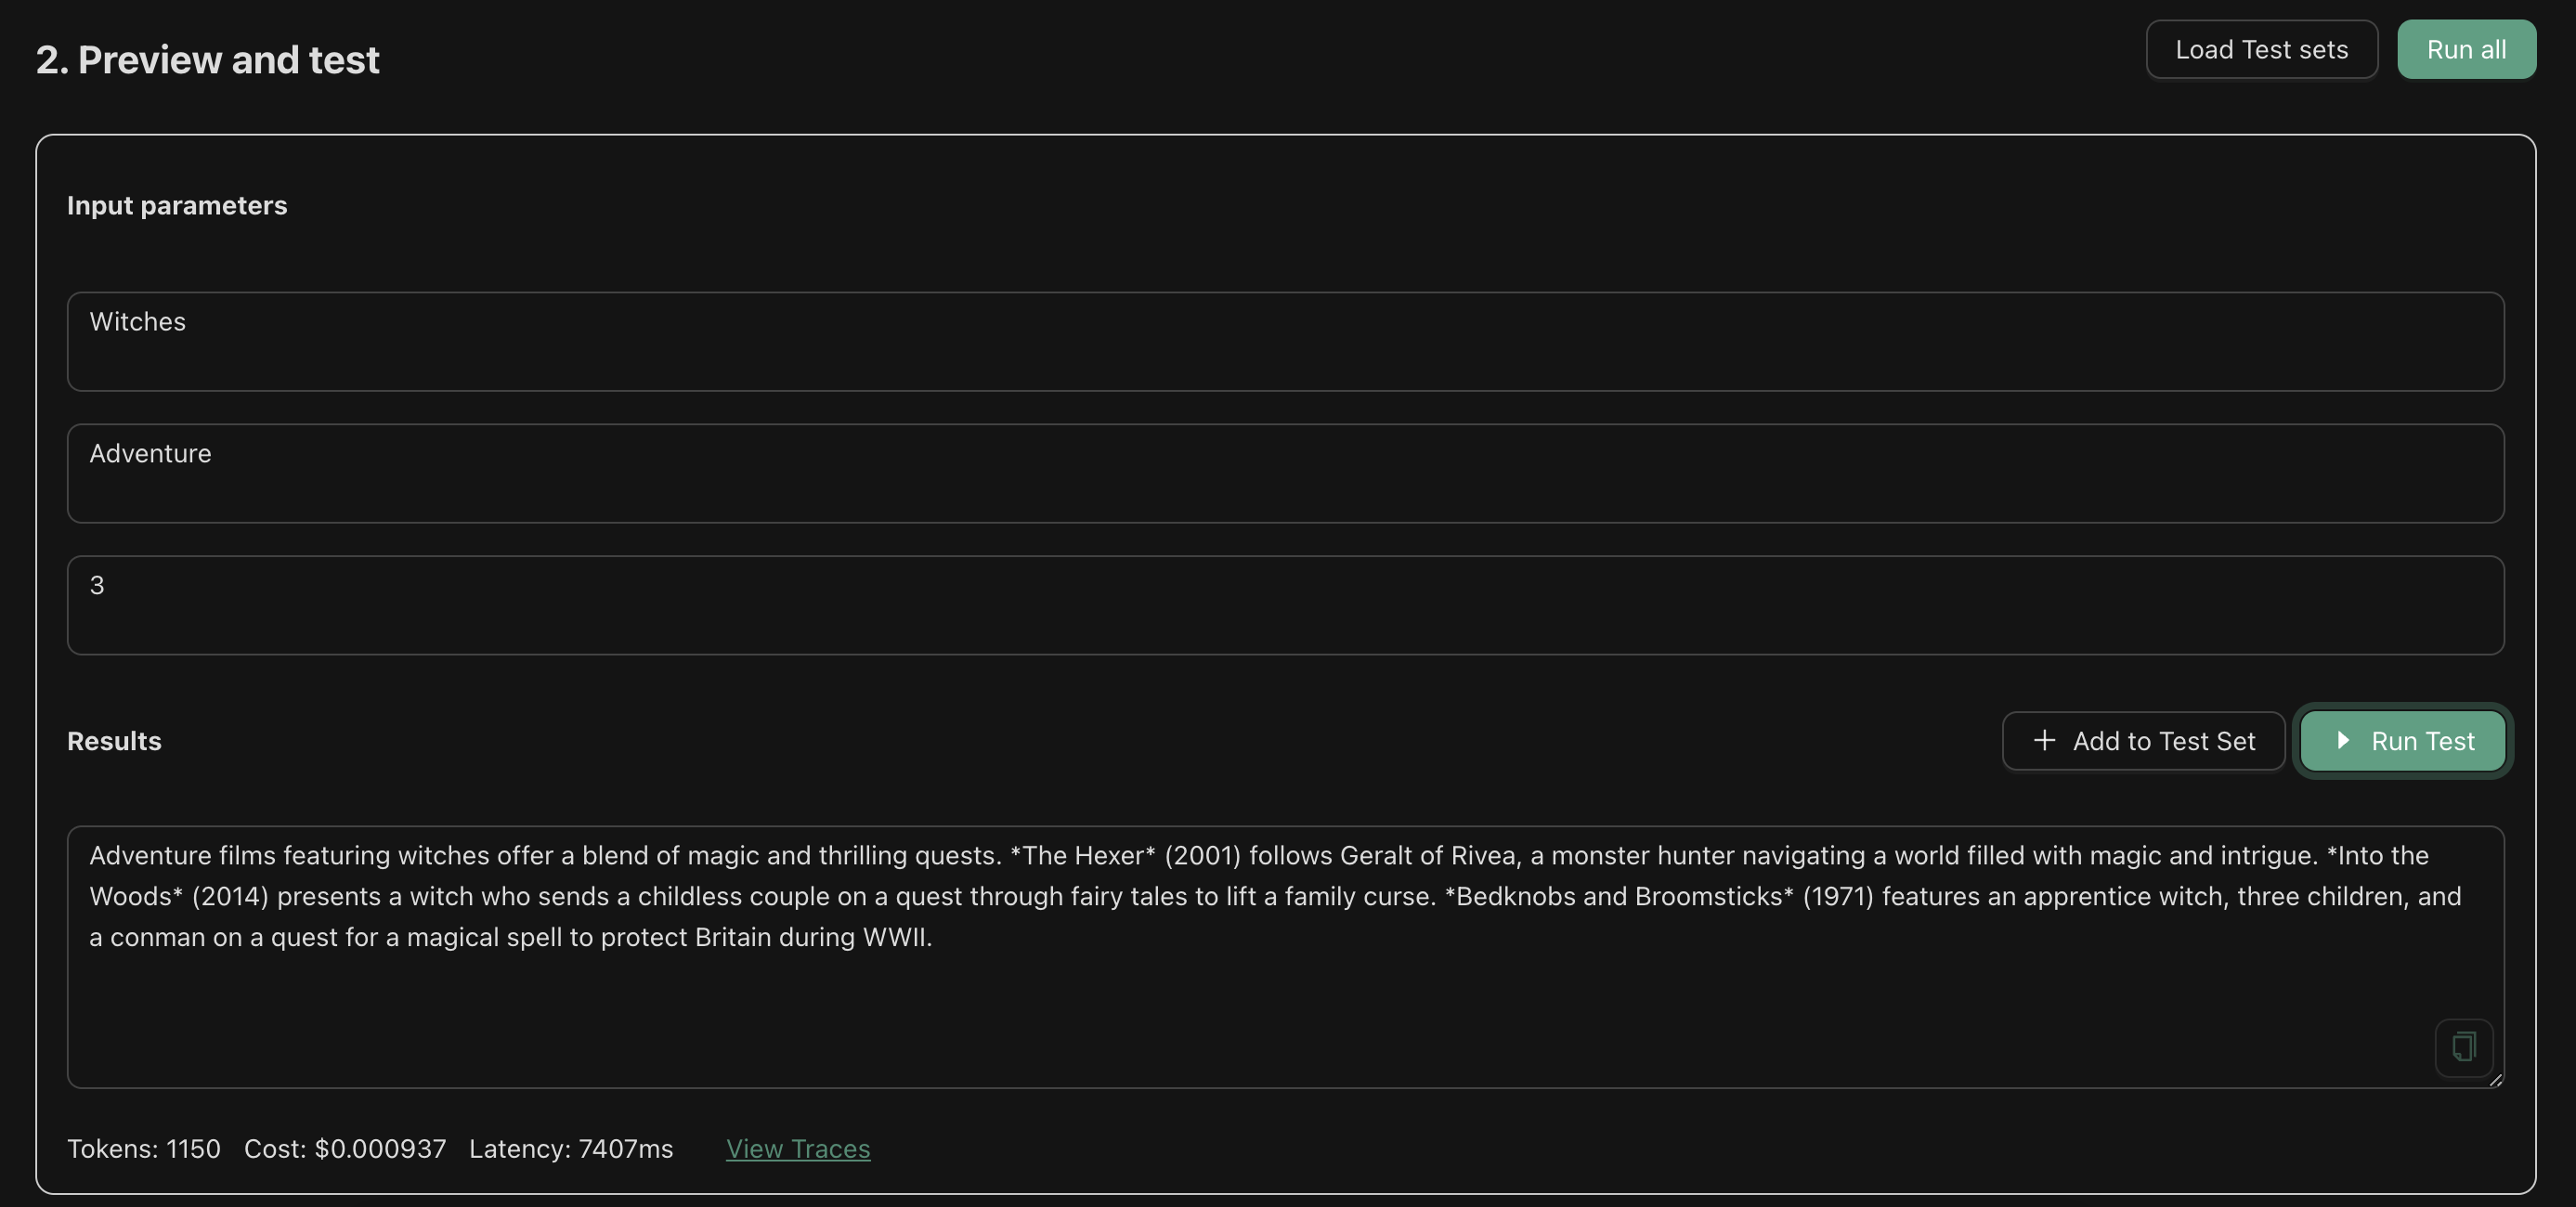 2. Preview and test
Load Test sets
Run all
Input parameters
Witches
Adventure
3
Results
+ Add to Test Set
Run Test
Adventure films featuring witches offer a blend of magic and thrilling quests. *The Hexer* (2001) follows Geralt of Rivea, a monster hunter navigating a world filled with magic and intrigue. *Into the
Woods* (2014) presents a witch who sends a childless couple on a quest through fairy tales to lift a family curse. *Bedknobs and Broomsticks* (1971) features an apprentice witch, three children, and
a conman on a quest for a magical spell to protect Britain during WWII.
Tokens: 1150 Cost: $0.000937 Latency: 7407ms View Traces